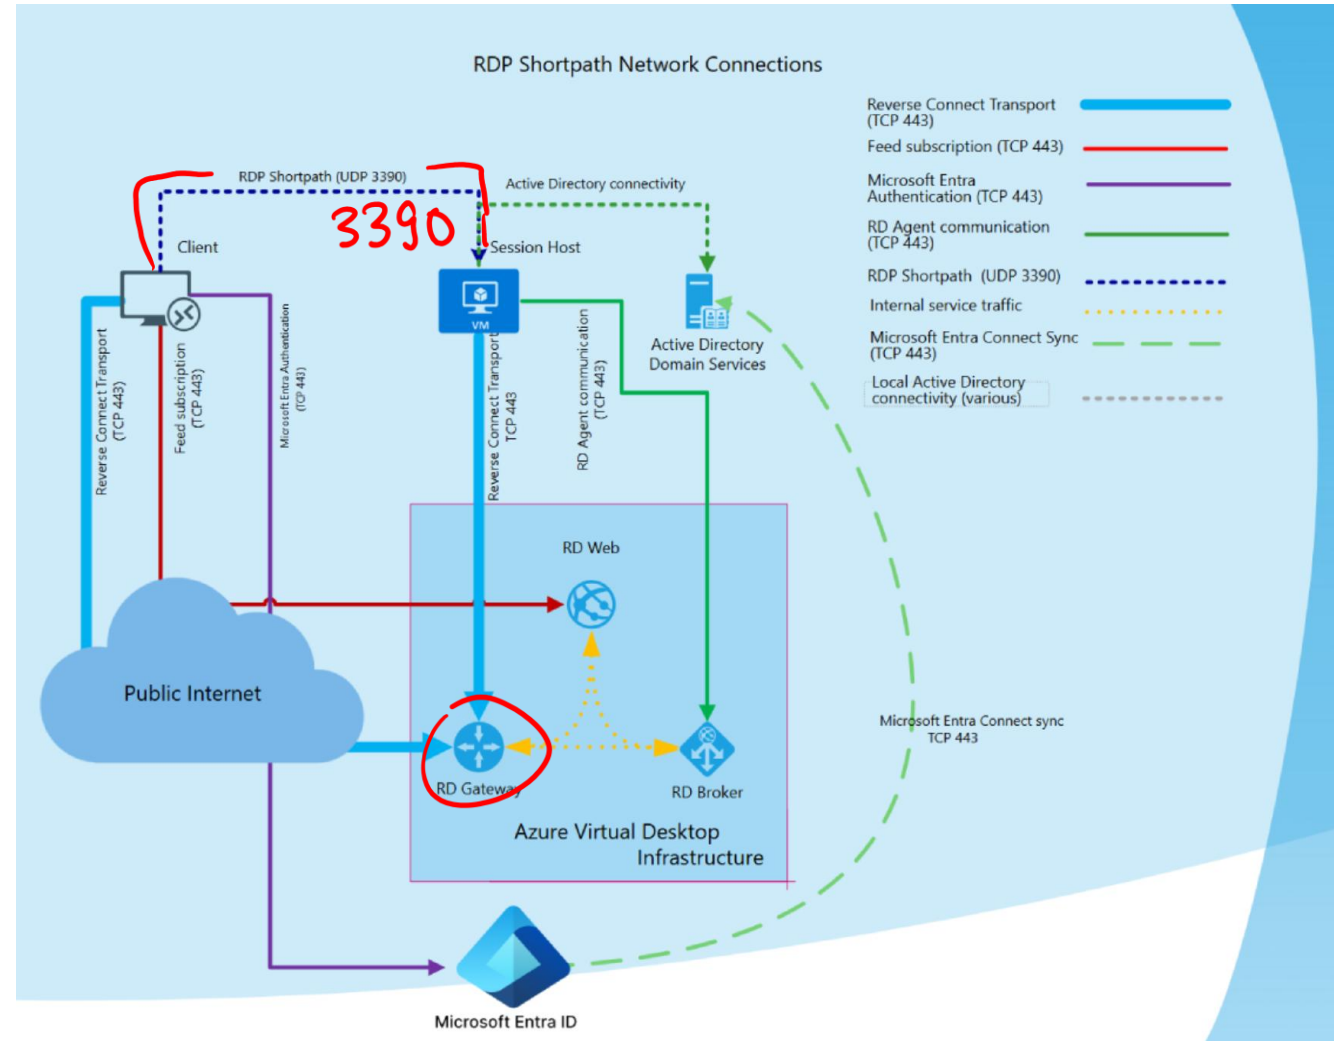 RDP Shortpath Network Connections
Reverse Connect Transport
(TCP 443)
Feed subscription (TCP 443)
Microsoft Entra
Authentication (TCP 443)
RD Agent communication
(TCP 443)
RDP Shortpath (UDP 3390)
Internal service traffic
Microsoft Entra Connect Sync
(TCP 443)
Local Active Directory
connectivity (various)
RDP Shortpath (UDP 3390)
3390
Active Directory connectivity
Client
Session Host
VM
Active Directory
Domain Services
Reverse Connect Transport
(TCP 443)
Feed subscription
(TCP 443)
Microsoft Entra Authentication
(TCP 443)
Reverse Connect Transport
TCP 443
RD Agent communication
(TCP 443)
RD Web
Public Internet
RD Gateway
RD Broker
Azure Virtual Desktop
Infrastructure
Microsoft Entra Connect sync
TCP 443
Microsoft Entra ID